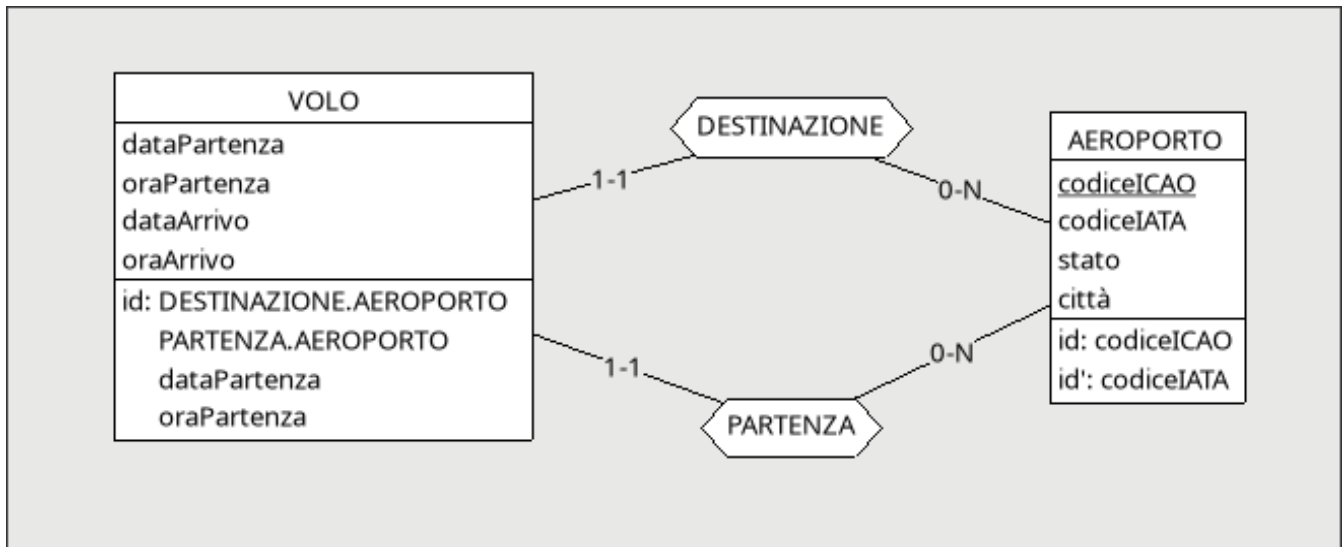 VOLO
dataPartenza
oraPartenza
dataArrivo
oraArrivo
id: DESTINAZIONE.AEROPORTO
PARTENZA.AEROPORTO
dataPartenza
oraPartenza
DESTINAZIONE
1-1
0-N
PARTENZA
1-1
0-N
AEROPORTO
codiceICAO
codiceIATA
stato
città
id: codiceICAO
id': codiceIATA